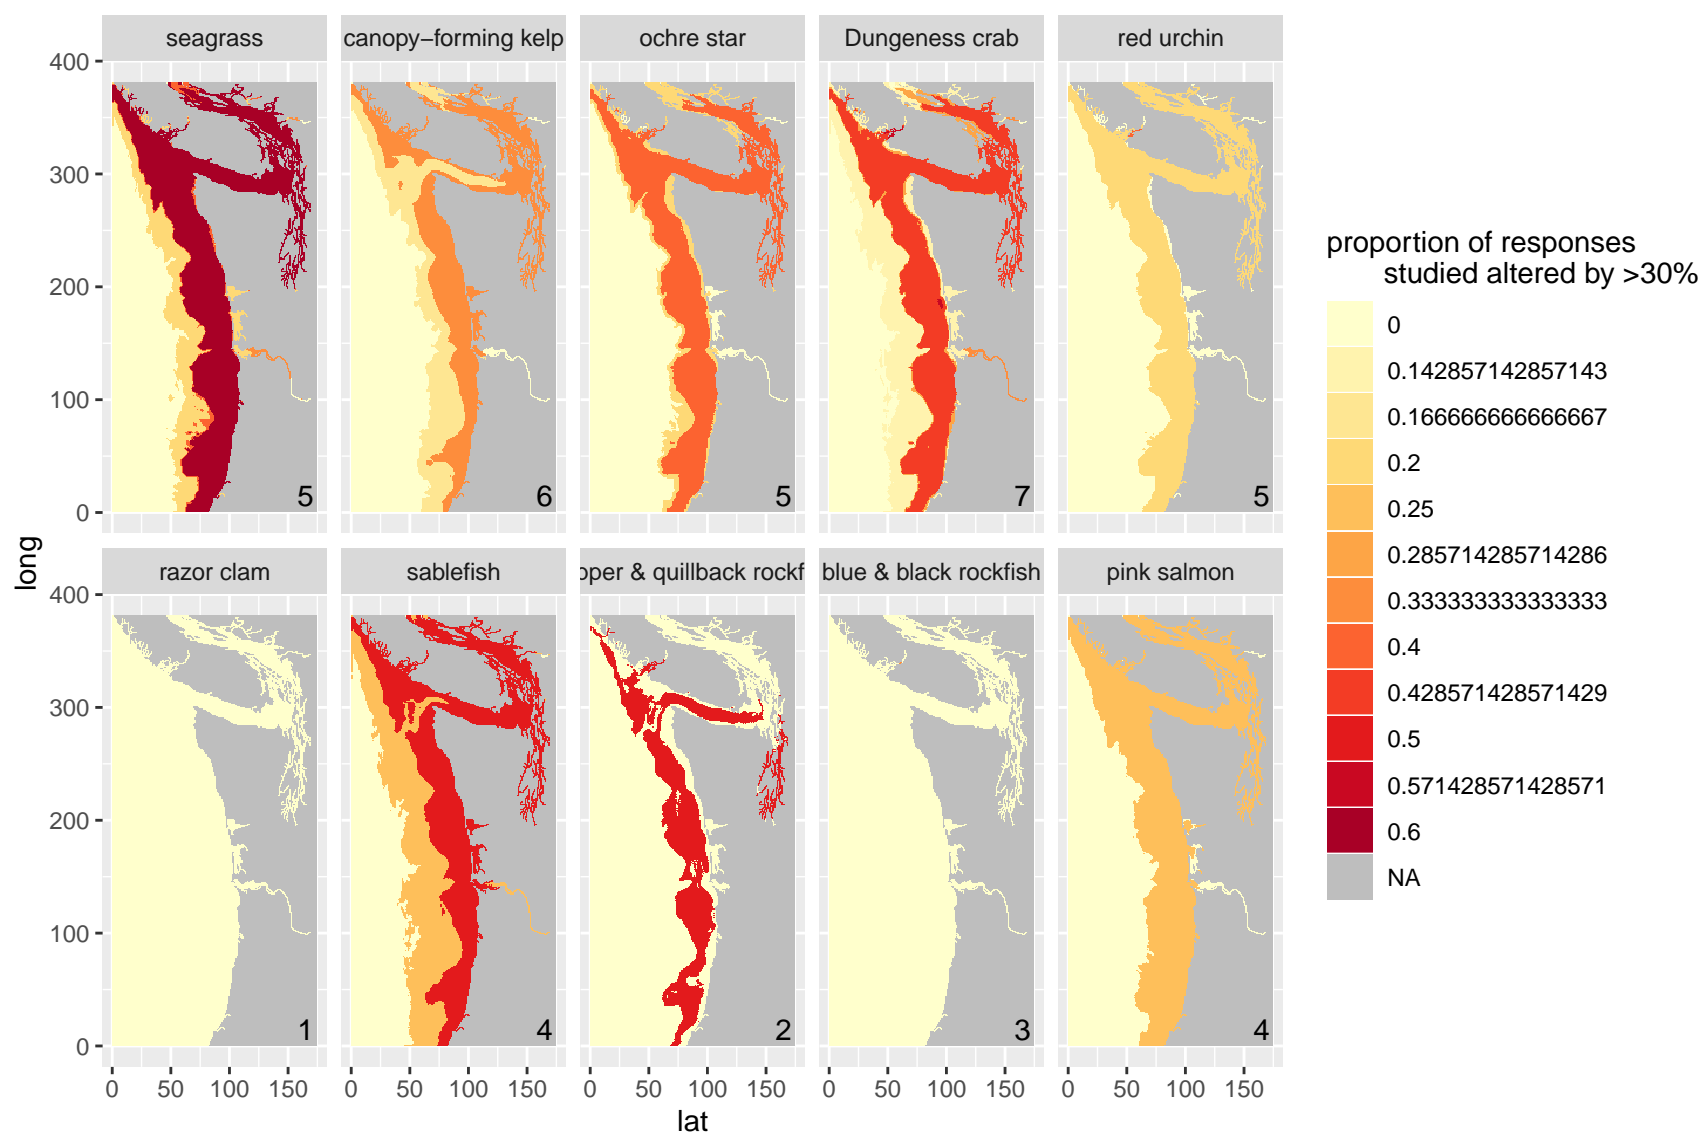 seagrass
canopy−forming kelp
ochre star
Dungeness crab
red urchin
400
300
200
100
0
5
6
5
7
5
long
razor clam
sablefish
oper & quillback rockf
blue & black rockfish
pink salmon
400
300
200
100
0
1
4
2
3
4
0 50 100 150
0 50 100 150
0 50 100 150
0 50 100 150
0 50 100 150
lat
proportion of responses
studied altered by >30%
0
0.142857142857143
0.166666666666667
0.2
0.25
0.285714285714286
0.333333333333333
0.4
0.428571428571429
0.5
0.571428571428571
0.6
NA